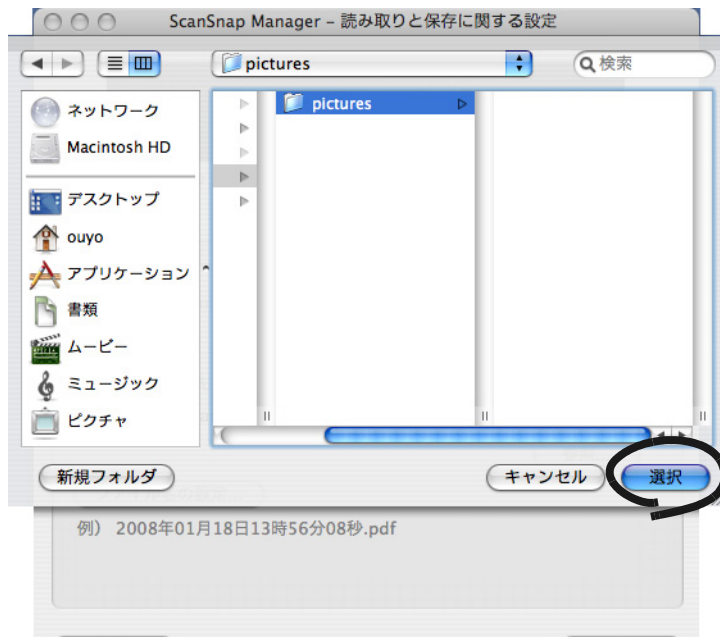 ScanSnap Manager – 読み取りと保存に関する設定
pictures
検索
ネットワーク
Macintosh HD
デスクトップ
ouyo
アプリケーション
書類
ムービー
ミュージック
ピクチャ
pictures
新規フォルダ
キャンセル
選択
例） 2008年01月18日13時56分08秒.pdf